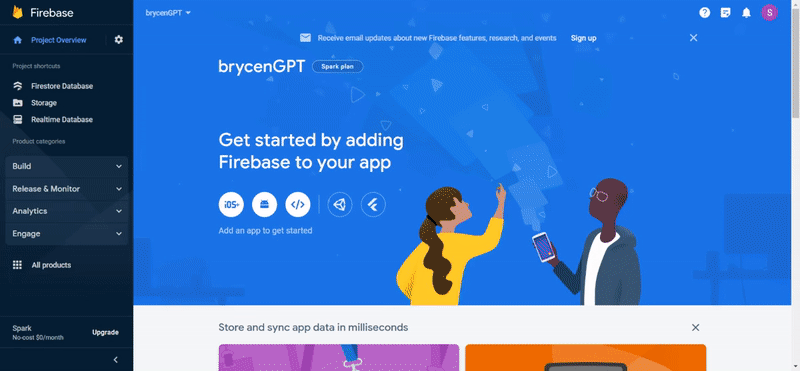 Firebase
brycenGPT
Project Overview
Receive email updates about new Firebase features, research, and events Sign up
Project shortcuts
Firestore Database
Storage
Realtime Database
Product categories
Build
Release & Monitor
Analytics
Engage
All products
Spark
No-cost $0/month
Upgrade
brycenGPT Spark plan
Get started by adding
Firebase to your app
iOS+
Add an app to get started
Store and sync app data in milliseconds
S